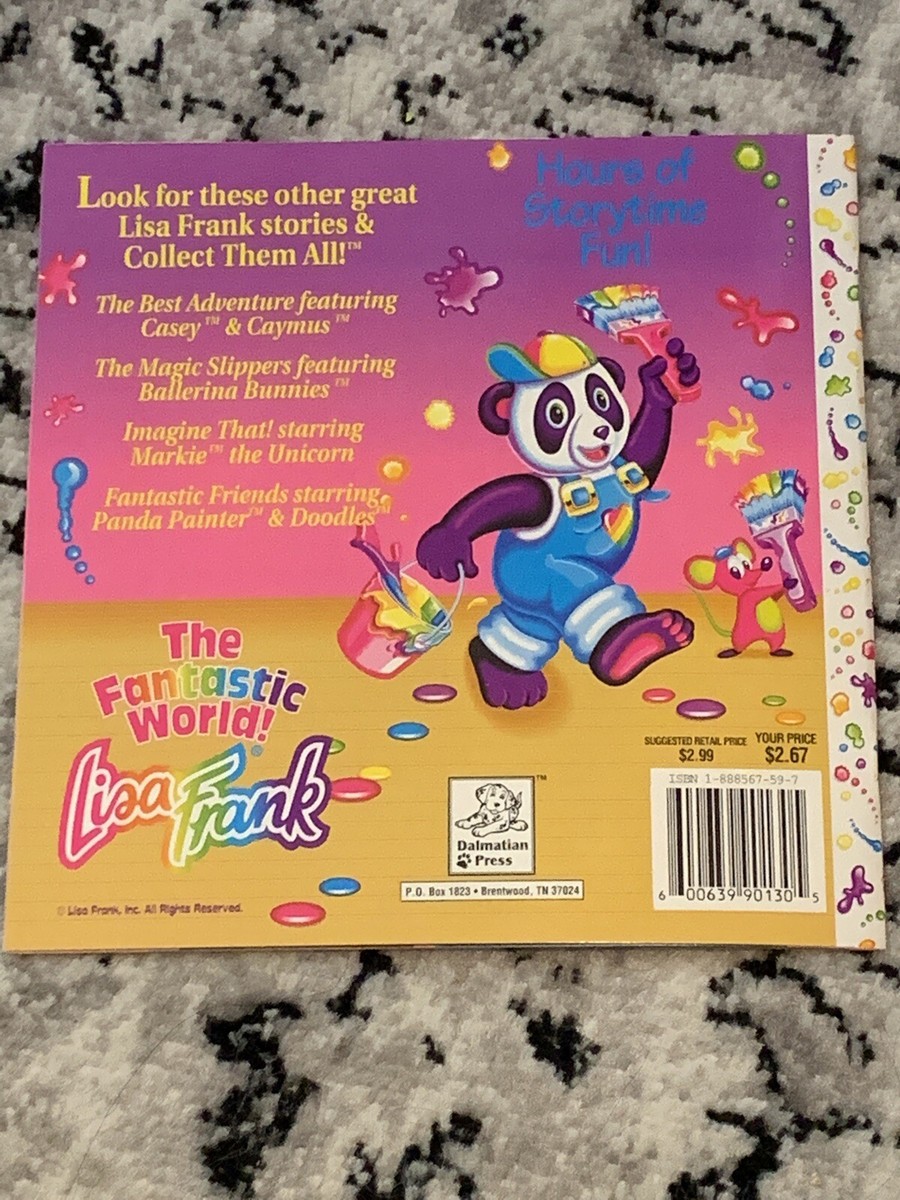 Look for these other great
Lisa Frank stories &
Collect Them All!™
The Best Adventure featuring
Casey™ & Caymus™
The Magic Slippers featuring
Ballerina Bunnies™
Imagine That! starring
Markie™ the Unicorn
Fantastic Friends starring
Panda Painter™ & Doodles™
Hours of
Storytime
Fun!
The
Fantastic
World!
Lisa Frank®
© Lisa Frank, Inc. All Rights Reserved.
™
Dalmatian
Press
P.O. Box 1823 • Brentwood, TN 37024
SUGGESTED RETAIL PRICE
$2.99
YOUR PRICE
$2.67
ISBN 1-888567-59-7
6 00639 90130 5